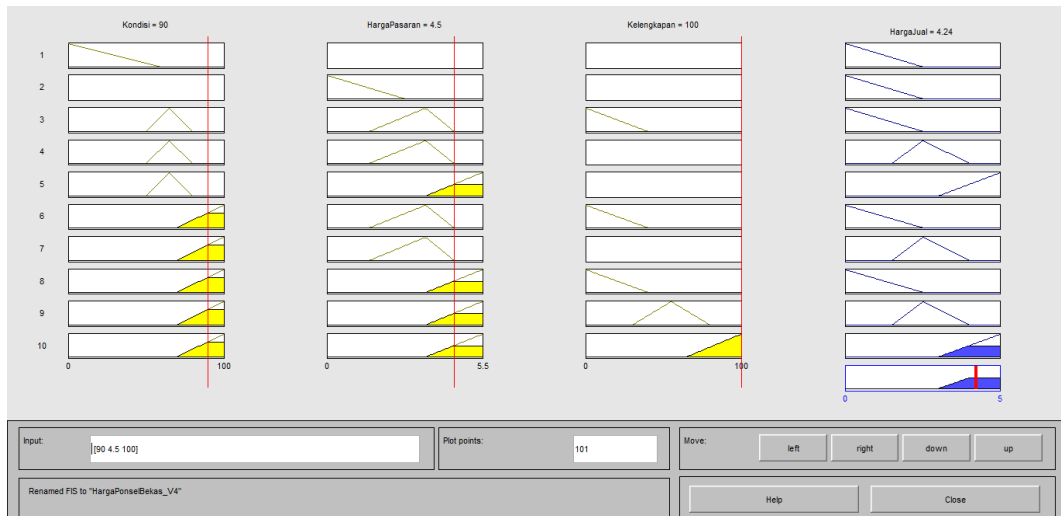 Kondisi = 90
HargaPasaran = 4.5
Kelengkapan = 100
HargaJual = 4.24
1
2
3
4
5
6
7
8
9
10
0 100
0 5.5
0 100
0 5
Input:
[[90 4.5 100]
Plot points:
101
Move:
left
right
down
up
Renamed FIS to "HargaPonselBekas_V4"
Help
Close